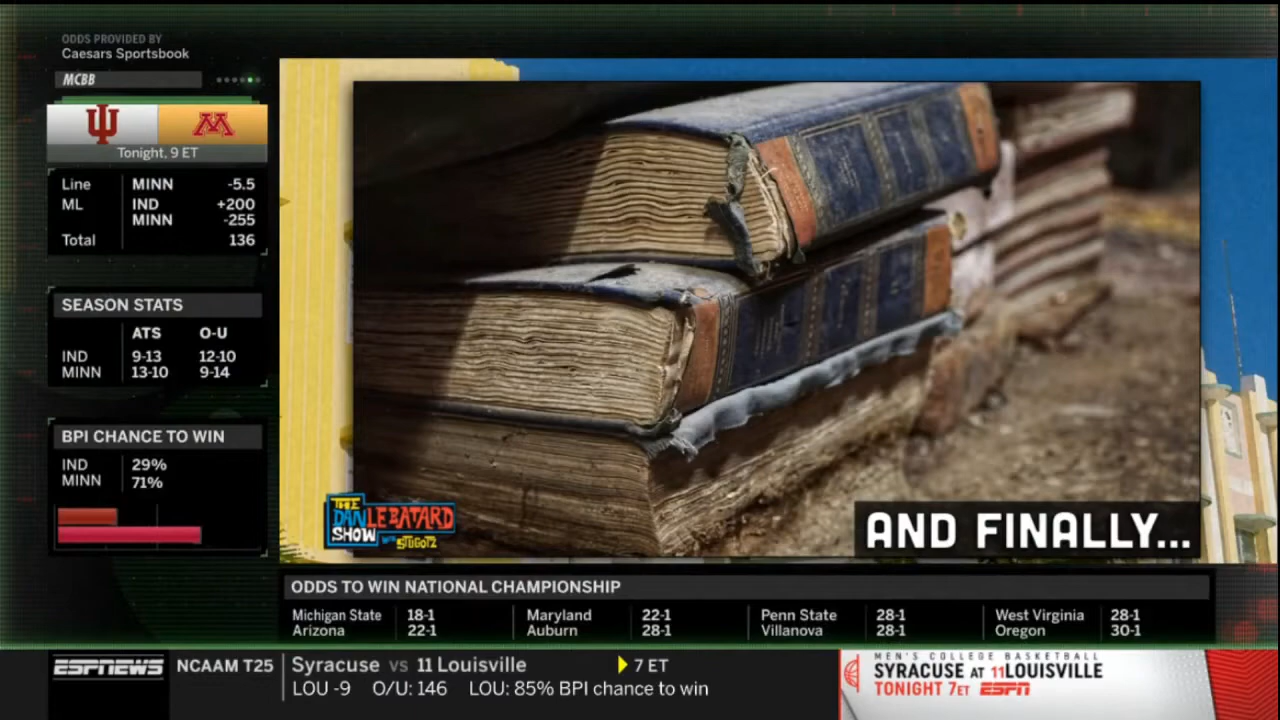 ODDS PROVIDED BY
Caesars Sportsbook
MCBB
Tonight, 9 ET
Line MINN -5.5
ML IND +200
MINN -255
Total 136
SEASON STATS
ATS O-U
IND 9-13 12-10
MINN 13-10 9-14
BPI CHANCE TO WIN
IND 29%
MINN 71%
THE
DAN LEBATARD
SHOW WITH STUGOTZ
AND FINALLY...
ODDS TO WIN NATIONAL CHAMPIONSHIP
Michigan State 18-1 Maryland 22-1 Penn State 28-1 West Virginia 28-1
Arizona 22-1 Auburn 28-1 Villanova 28-1 Oregon 30-1
ESPNEWS NCAAM T25 Syracuse vs 11 Louisville 7 ET
LOU -9 O/U: 146 LOU: 85% BPI chance to win
MEN'S COLLEGE BASKETBALL
SYRACUSE AT 11 LOUISVILLE
TONIGHT 7ET ESPN